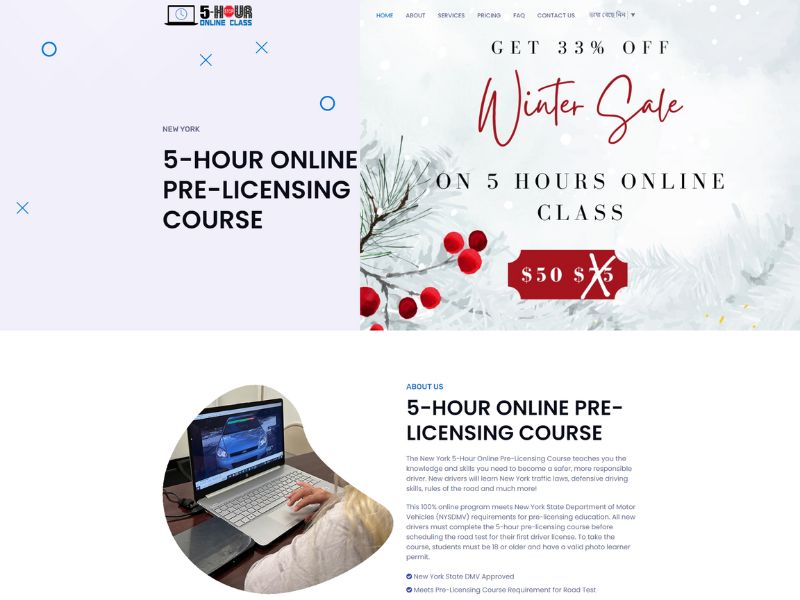 5-HOUR
STOP
ONLINE CLASS
HOME ABOUT SERVICES PRICING FAQ CONTACT US ভাষা বেছে নিন ▼
NEW YORK
5-HOUR ONLINE
PRE-LICENSING
COURSE
GET 33% OFF
Winter Sale
ON 5 HOURS ONLINE
CLASS
$50 $75
ABOUT US
5-HOUR ONLINE PRE-
LICENSING COURSE
The New York 5-Hour Online Pre-Licensing Course teaches you the
knowledge and skills you need to become a safer, more responsible
driver. New drivers will learn New York traffic laws, defensive driving
skills, rules of the road and much more!
This 100% online program meets New York State Department of Motor
Vehicles (NYSDMV) requirements for pre-licensing education. All new
drivers must complete the 5-hour pre-licensing course before
scheduling the road test for their first driver license. To take the
course, students must be 18 or older and have a valid photo learner
permit.
New York State DMV Approved
Meets Pre-Licensing Course Requirement for Road Test